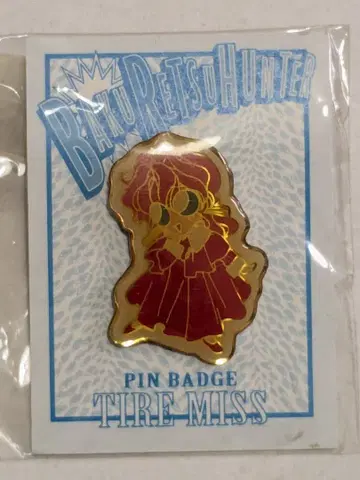 BAKURETSUHUNTER
PIN BADGE
TIRE MISS